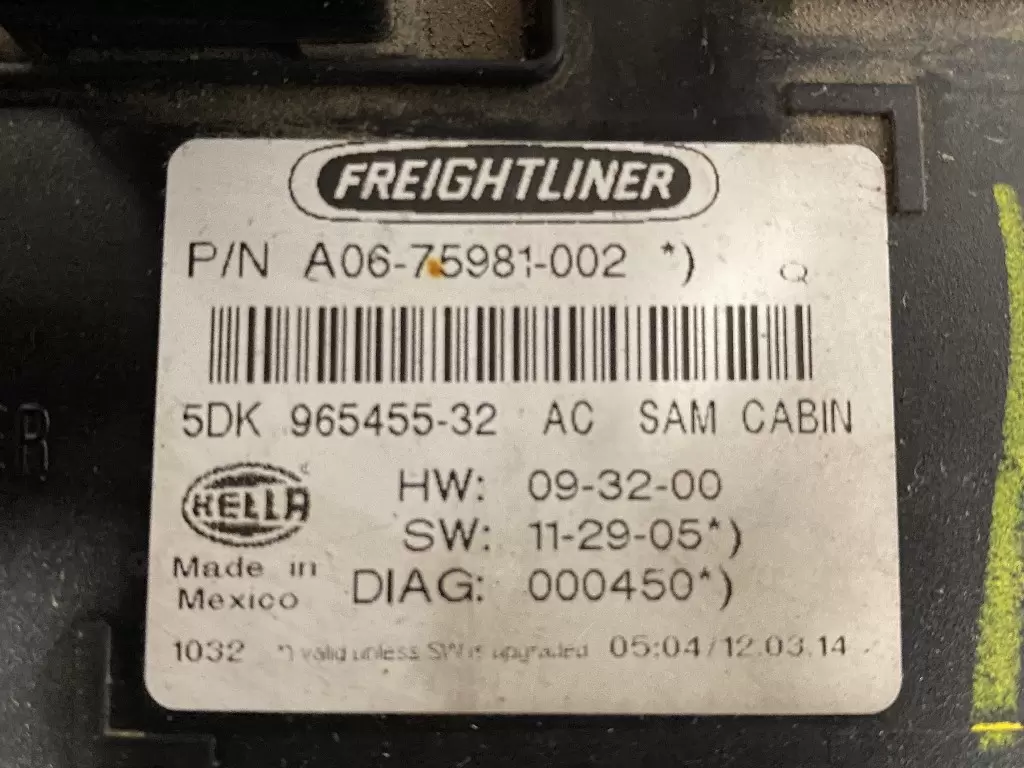 FREIGHTLINER
P/N A06-75981-002 *) Q
5DK 965455-32 AC SAM CABIN
HELLA
HW: 09-32-00
SW: 11-29-05*)
DIAG: 000450*)
Made in
Mexico
1032 *) valid unless SW is upgraded 05:04/12.03.14
ER